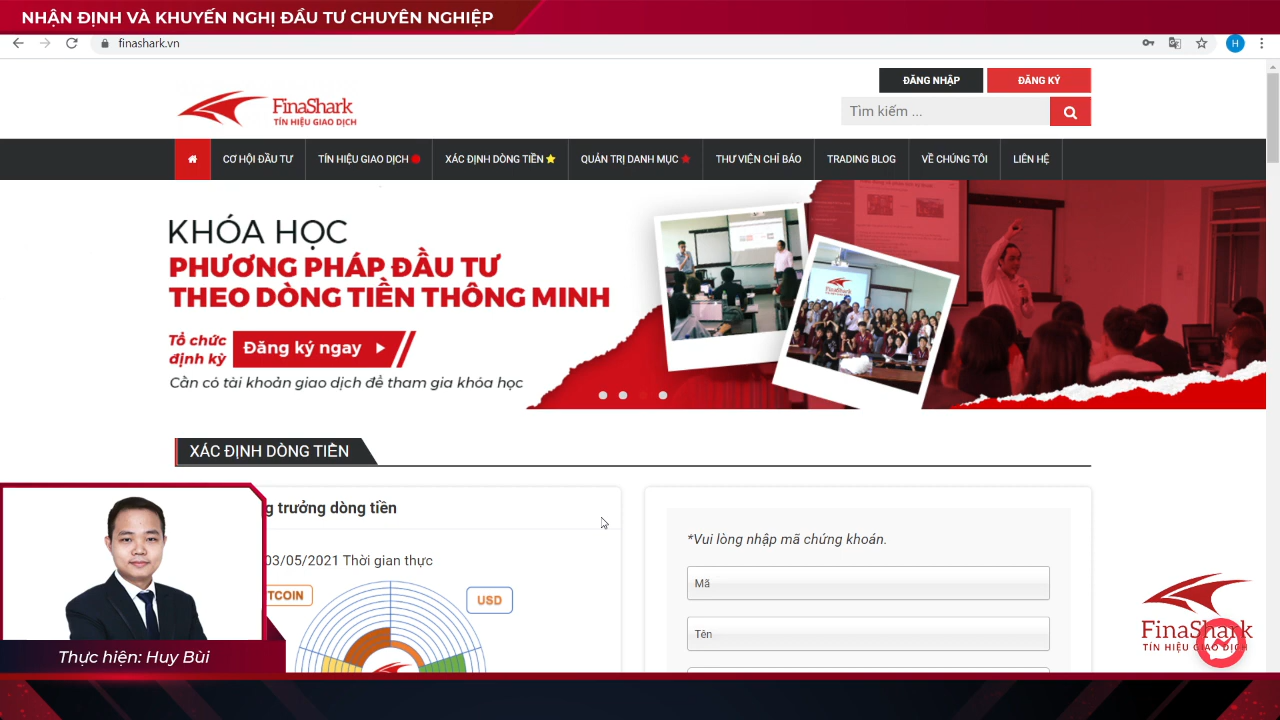 NHẬN ĐỊNH VÀ KHUYẾN NGHỊ ĐẦU TƯ CHUYÊN NGHIỆP
finashark.vn
H
ĐĂNG NHẬP
ĐĂNG KÝ
FinaShark
TÍN HIỆU GIAO DỊCH
Tìm kiếm ...
CƠ HỘI ĐẦU TƯ
TÍN HIỆU GIAO DỊCH
XÁC ĐỊNH DÒNG TIỀN
QUẢN TRỊ DANH MỤC
THƯ VIỆN CHỈ BÁO
TRADING BLOG
VỀ CHÚNG TÔI
LIÊN HỆ
KHÓA HỌC
PHƯƠNG PHÁP ĐẦU TƯ
THEO DÒNG TIỀN THÔNG MINH
Tổ chức
định kỳ
Đăng ký ngay
Cần có tài khoản giao dịch để tham gia khóa học
FinaShark
XÁC ĐỊNH DÒNG TIỀN
g trưởng dòng tiền
*Vui lòng nhập mã chứng khoán.
03/05/2021 Thời gian thực
Mã
TCOIN
USD
Tên
FinaShark
TÍN HIỆU GIAO DỊCH
Thực hiện: Huy Bùi